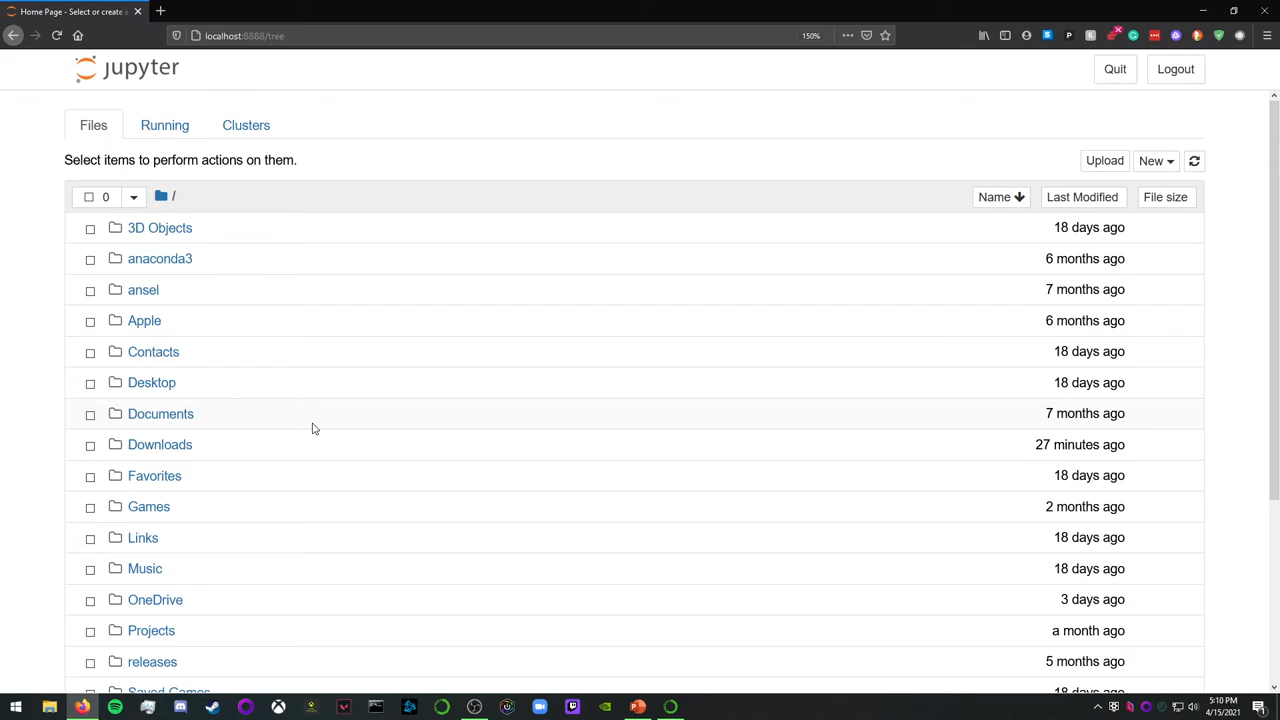 Home Page - Select or create a
localhost:8888/tree
150%
jupyter
Quit
Logout
Files
Running
Clusters
Select items to perform actions on them.
Upload
New
0
/
Name
Last Modified
File size
3D Objects
18 days ago
anaconda3
6 months ago
ansel
7 months ago
Apple
6 months ago
Contacts
18 days ago
Desktop
18 days ago
Documents
7 months ago
Downloads
27 minutes ago
Favorites
18 days ago
Games
2 months ago
Links
18 days ago
Music
18 days ago
OneDrive
3 days ago
Projects
a month ago
releases
5 months ago
Saved Games
18 days ago
5:10 PM
4/15/2021